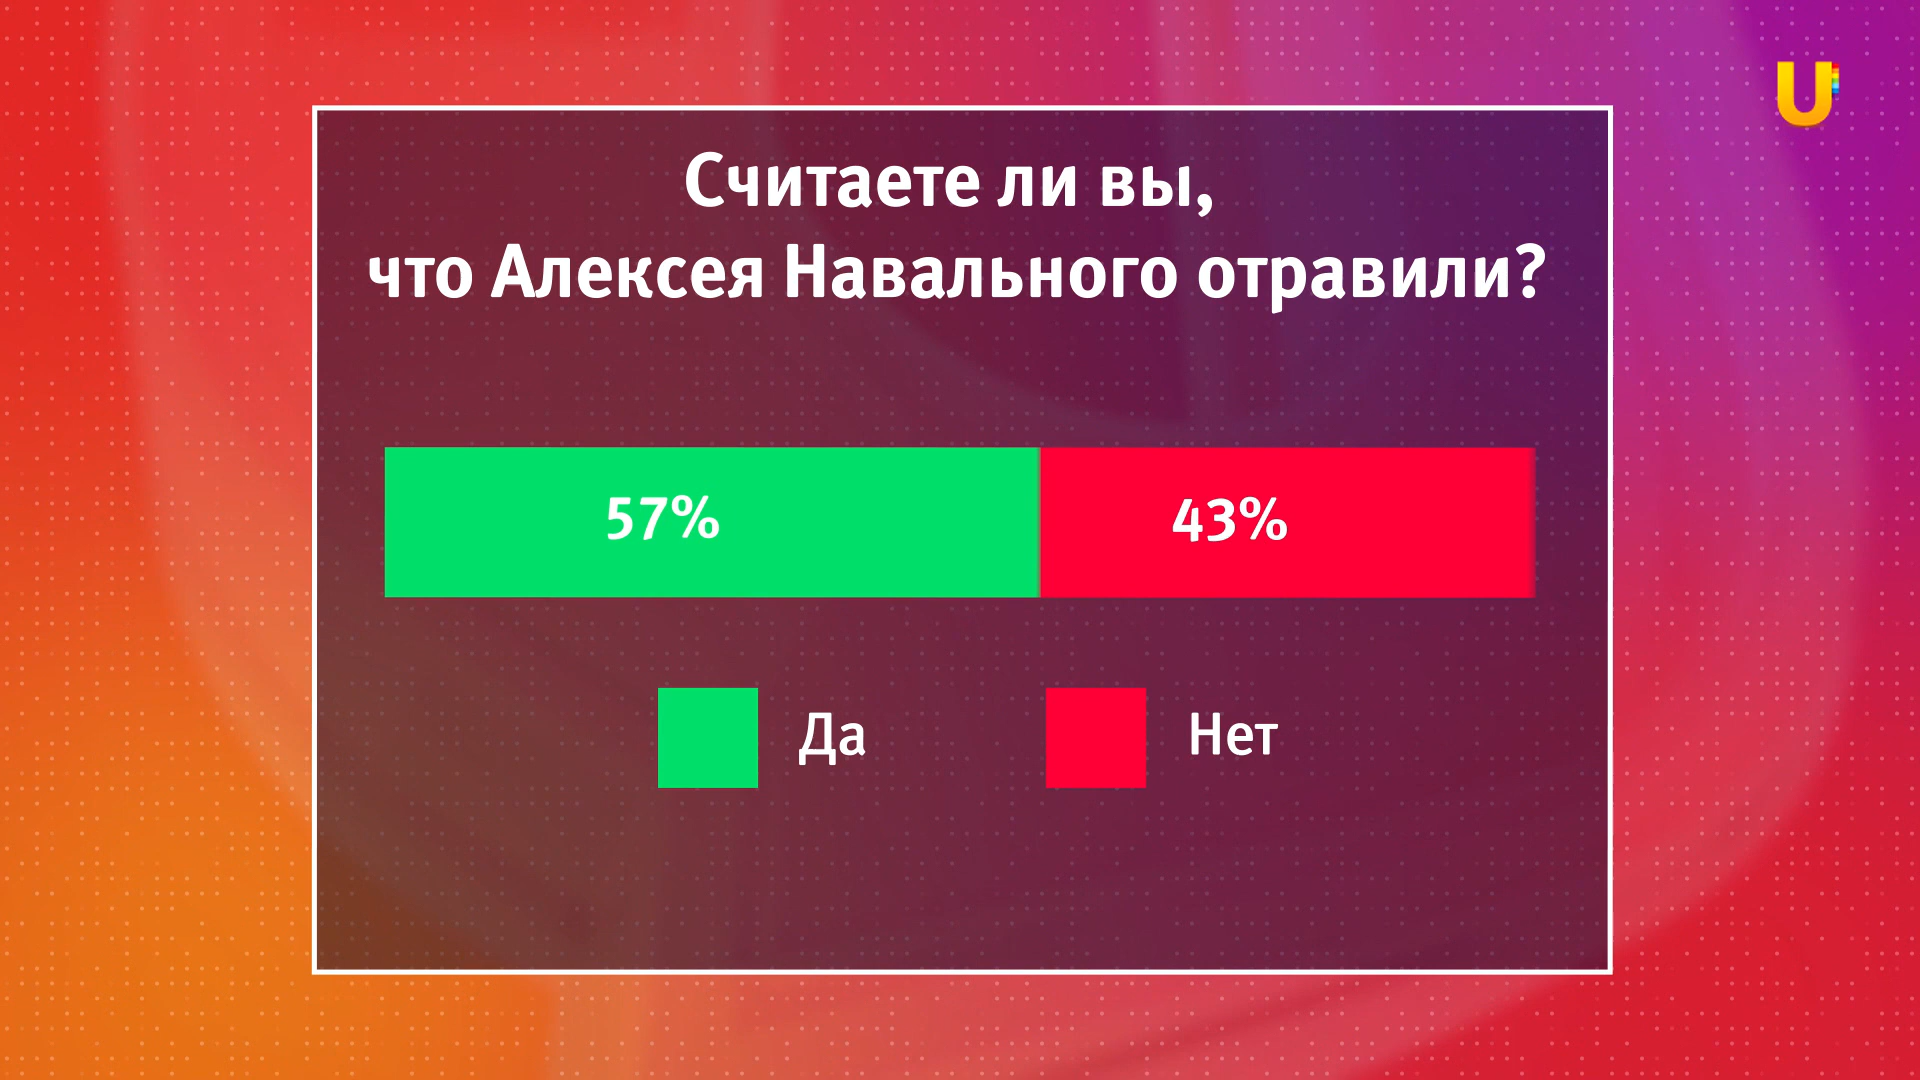 U
Считаете ли вы,
что Алексея Навального отравили?
57% 43%
Да Нет